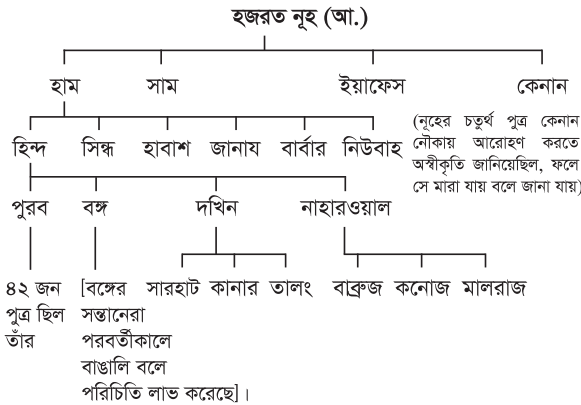 হজরত নূহ (আ.)
হাম সাম ইয়াফেস কেনান
হিন্দ সিন্ধ হাবাশ জানায বার্বার নিউবাহ
(নূহের চতুর্থ পুত্র কেনান
নৌকায় আরোহণ করতে
অস্বীকৃতি জানিয়েছিল, ফলে
সে মারা যায় বলে জানা যায়)
পুরব বঙ্গ দখিন নাহারওয়াল
৪২ জন
পুত্র ছিল
তাঁর
[বঙ্গের
সন্তানেরা
পরবর্তীকালে
বাঙালি বলে
পরিচিতি লাভ করেছে]।
সারহাট কানার তালং বাব্রুজ কনোজ মালরাজ